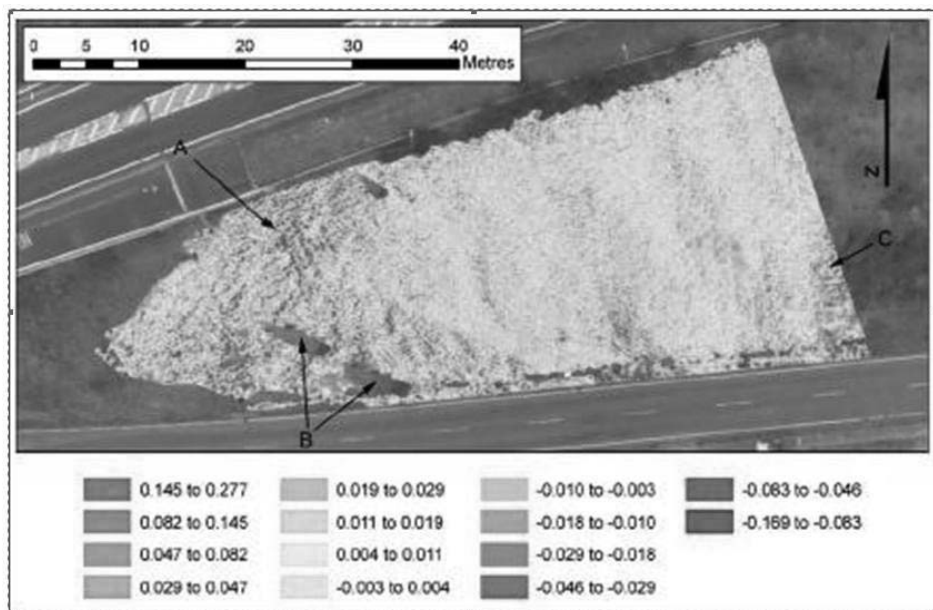 0 5 10 20 30 40
Metres
N
A
C
B
0.145 to 0.277
0.082 to 0.145
0.047 to 0.082
0.029 to 0.047
0.019 to 0.029
0.011 to 0.019
0.004 to 0.011
-0.003 to 0.004
-0.010 to -0.003
-0.018 to -0.010
-0.029 to -0.018
-0.046 to -0.029
-0.083 to -0.046
-0.169 to -0.083